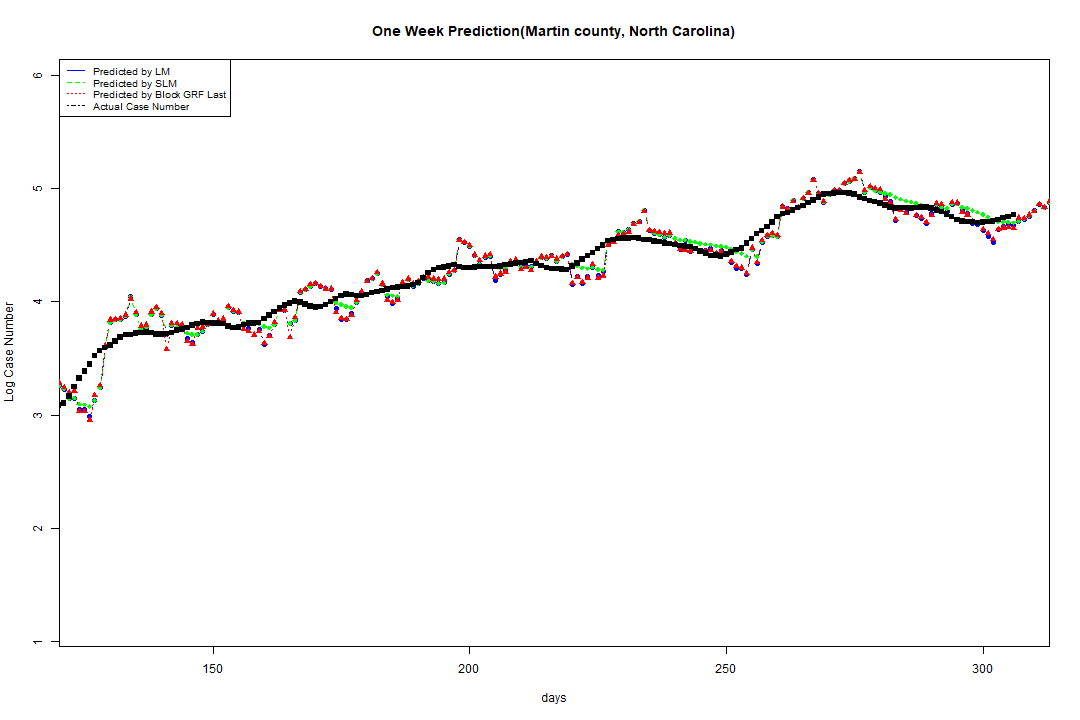 One Week Prediction(Martin county, North Carolina)
Predicted by LM
Predicted by SLM
Predicted by Block GRF Last
Actual Case Number
6
5
4
3
2
1
Log Case Number
150
200
250
300
days